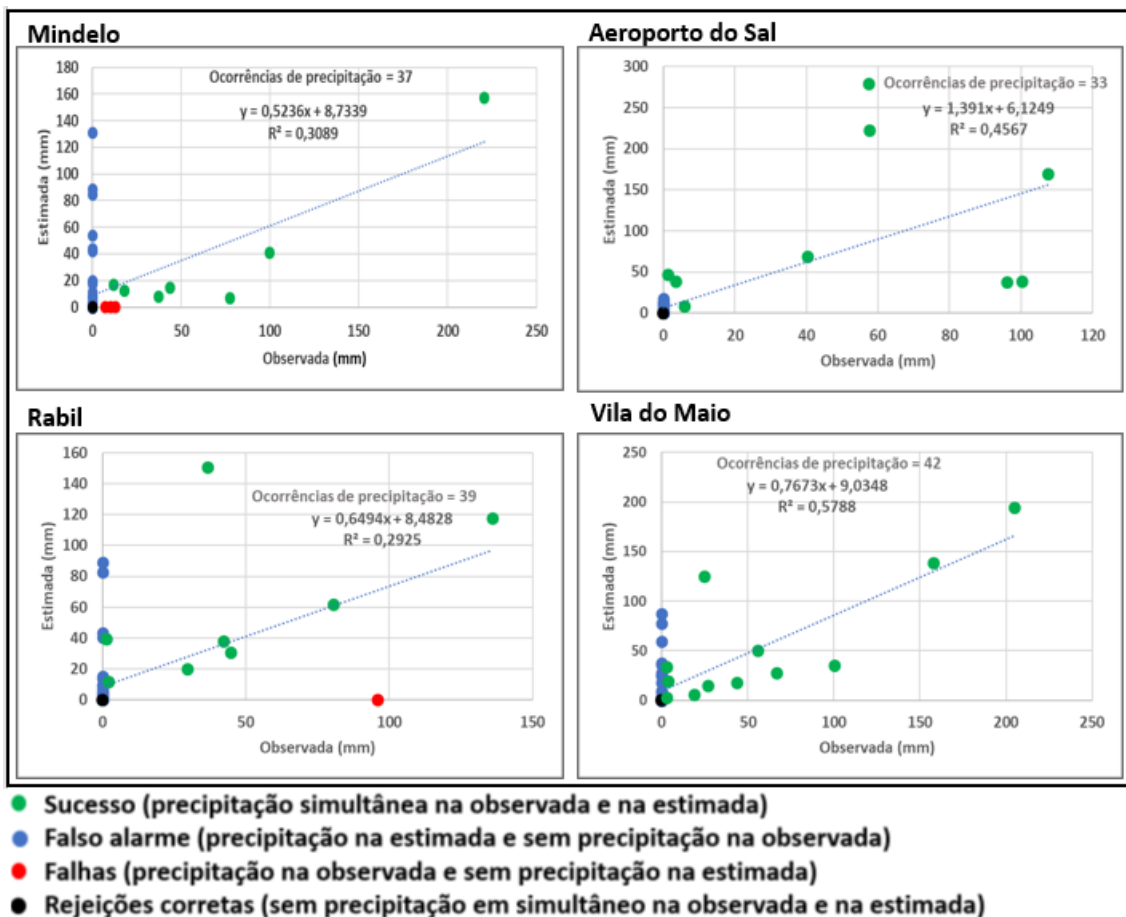 Mindelo
180
160
140
120
100
80
60
40
20
0
Estimada (mm)
Ocorrências de precipitação = 37
y = 0,5236x + 8,7339
R² = 0,3089
0 50 100 150 200 250
Observada (mm)
Aeroporto do Sal
300
250
200
150
100
50
0
Estimada (mm)
Ocorrências de precipitação = 33
y = 1,391x + 6,1249
R² = 0,4567
0 20 40 60 80 100 120
Observada (mm)
Rabil
160
140
120
100
80
60
40
20
0
Estimada (mm)
Ocorrências de precipitação = 39
y = 0,6494x + 8,4828
R² = 0,2925
0 50 100 150
Observada (mm)
Vila do Maio
250
200
150
100
50
0
Estimada (mm)
Ocorrências de precipitação = 42
y = 0,7673x + 9,0348
R² = 0,5788
0 50 100 150 200 250
Observada (mm)
Sucesso (precipitação simultânea na observada e na estimada)
Falso alarme (precipitação na estimada e sem precipitação na observada)
Falhas (precipitação na observada e sem precipitação na estimada)
Rejeições corretas (sem precipitação em simultâneo na observada e na estimada)